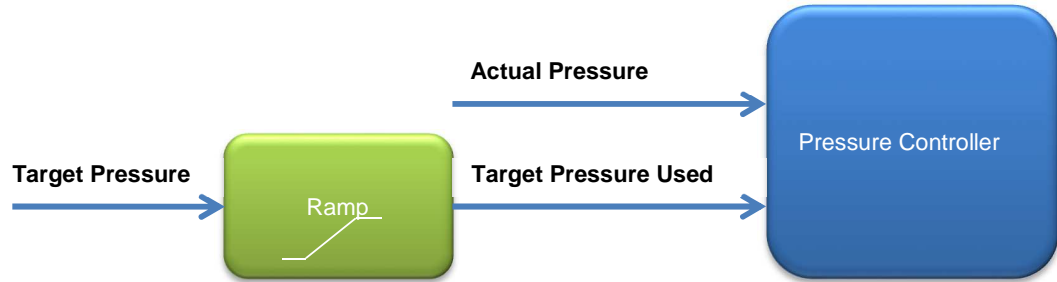 Actual Pressure
Pressure Controller
Target Pressure
Target Pressure Used
Ramp